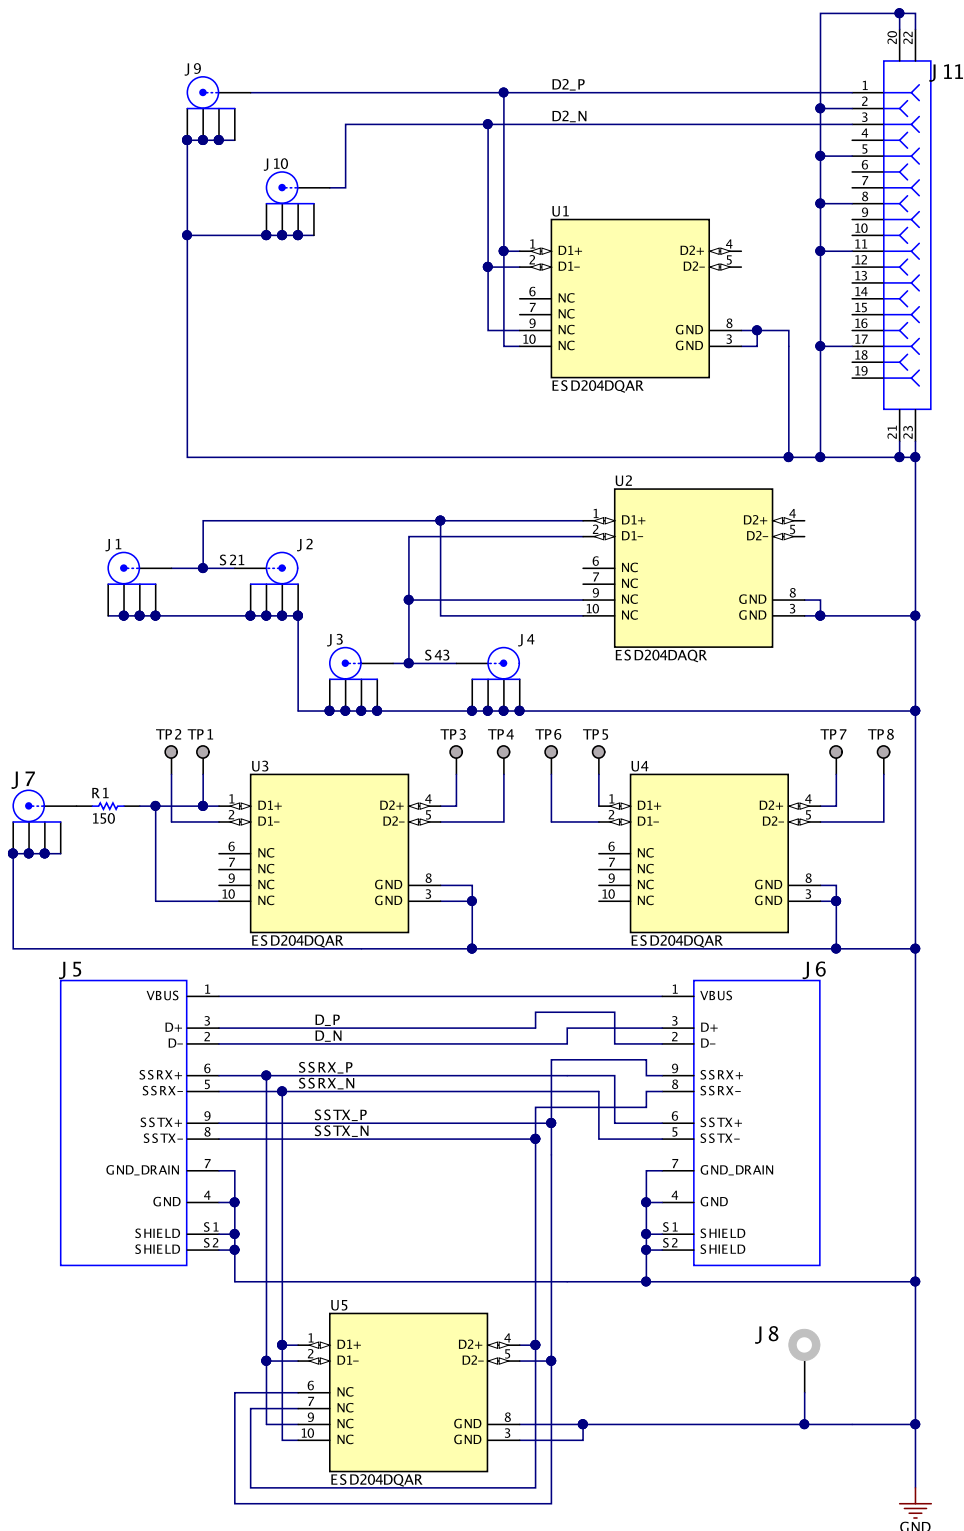 20 22
J11
J9
D2_P
1
2
D2_N
3
4
5
J10
6
7
8
U1
9
10
1 D1+ D2+ 4
11
2 D1- D2- 5
12
13
6 NC
14
7 NC
15
9 NC GND 8
16
10 NC GND 3
17
18
19
ESD204DQAR
21 23
U2
1 D1+ D2+ 4
2 D1- D2- 5
J1 S21 J2
6 NC
7 NC
9 NC GND 8
10 NC GND 3
J3 S43 J4
ESD204DAQR
TP2 TP1 TP3 TP4 TP6 TP5 TP7 TP8
J7
U3
U4
R1
150
1 D1+ D2+ 4
2 D1- D2- 5
6 NC
7 NC
9 NC GND 8
10 NC GND 3
ESD204DQAR
1 D1+ D2+ 4
2 D1- D2- 5
6 NC
7 NC
9 NC GND 8
10 NC GND 3
ESD204DQAR
J5
J6
VBUS 1 1 VBUS
D+ 3 D_P 3 D+
D- 2 D_N 2 D-
SSRX+ 6 SSRX_P 9 SSRX+
SSRX- 5 SSRX_N 8 SSRX-
SSTX+ 9 SSTX_P 6 SSTX+
SSTX- 8 SSTX_N 5 SSTX-
GND_DRAIN 7 7 GND_DRAIN
GND 4 4 GND
SHIELD S1 S1 SHIELD
SHIELD S2 S2 SHIELD
U5
J8
1 D1+ D2+ 4
2 D1- D2- 5
6 NC
7 NC
9 NC GND 8
10 NC GND 3
ESD204DQAR
GND